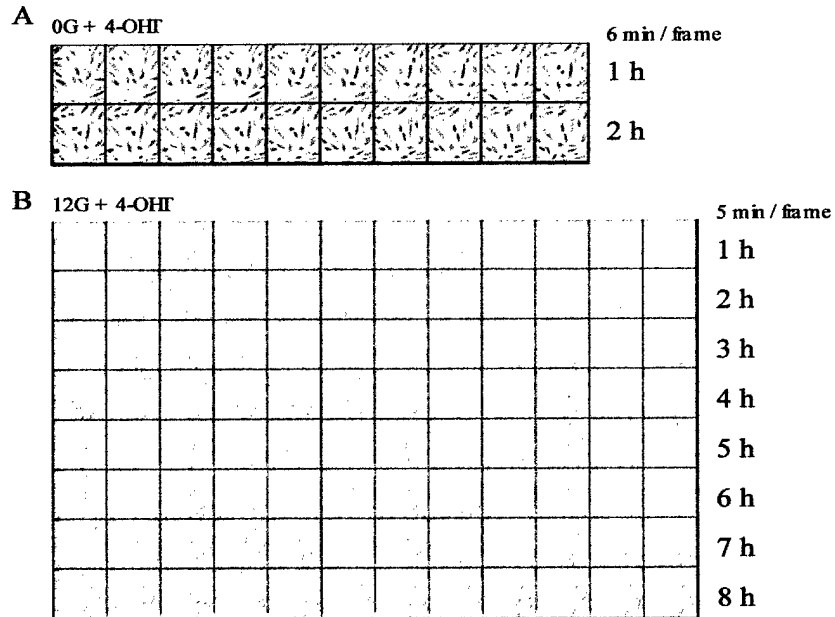 A 0G + 4-OHT
6 min / frame
1 h
2 h
B 12G + 4-OHT
5 min / frame
1 h
2 h
3 h
4 h
5 h
6 h
7 h
8 h